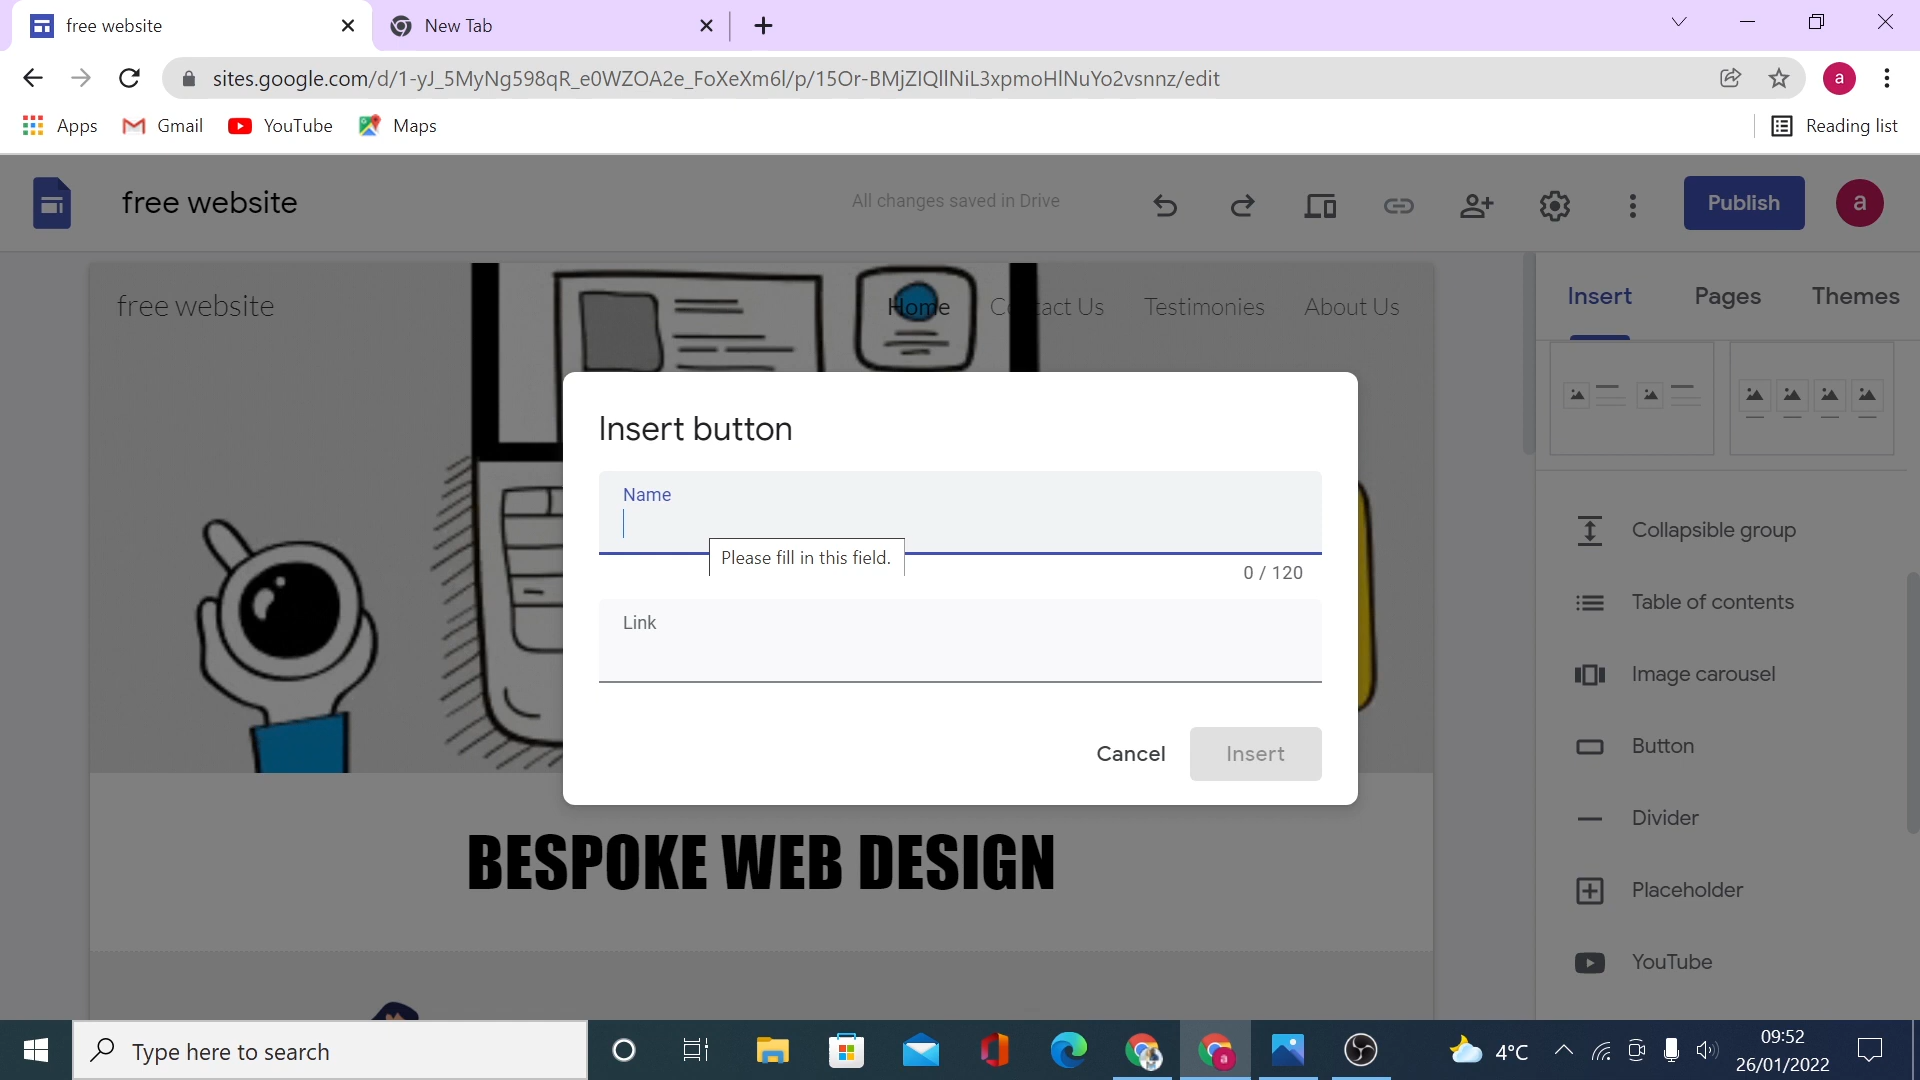 free website
New Tab
sites.google.com/d/1-yJ_5MyNg598qR_e0WZOA2e_FoXeXm6l/p/15Or-BMjZIQllNiL3xpmoHlNuYo2vsnnz/edit
a
Apps
Gmail
YouTube
Maps
Reading list
free website
All changes saved in Drive
Publish
a
free website
Home
Contact Us
Testimonies
About Us
Insert
Pages
Themes
Insert button
Name
Please fill in this field.
0 / 120
Link
Cancel
Insert
Collapsible group
Table of contents
Image carousel
Button
Divider
Placeholder
YouTube
BESPOKE WEB DESIGN
Type here to search
a
4°C
09:52
26/01/2022